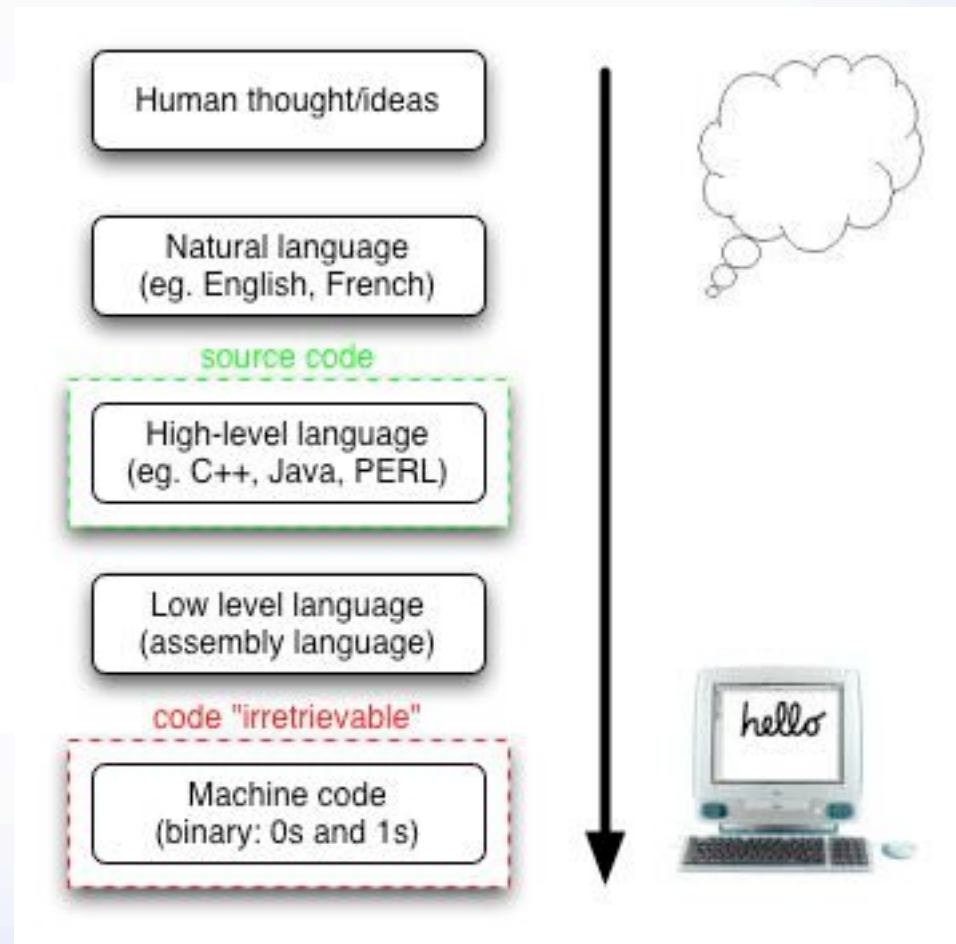 Human thought/ideas
Natural language
(eg. English, French)
source code
High-level language
(eg. C++, Java, PERL)
Low level language
(assembly language)
code "irretrievable"
Machine code
(binary: 0s and 1s)
hello